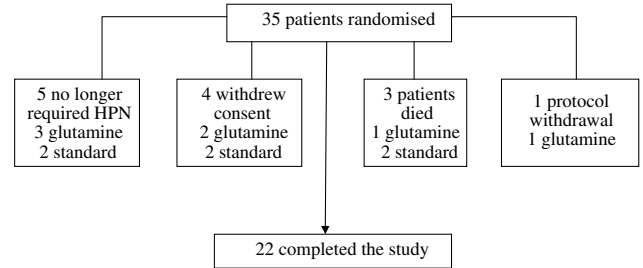 35 patients randomised
5 no longer
required HPN
3 glutamine
2 standard
4 withdrew
consent
2 glutamine
2 standard
3 patients
died
1 glutamine
2 standard
1 protocol
withdrawal
1 glutamine
22 completed the study